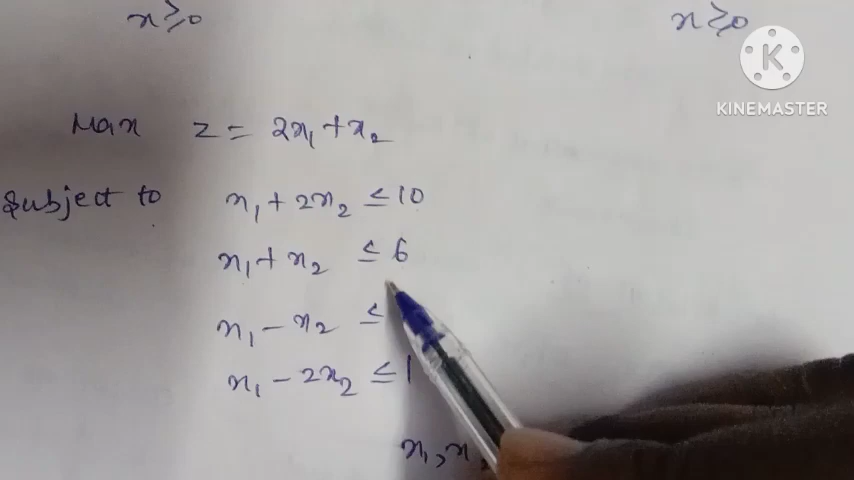 x ≥ 0 x ≥ 0
KINEMASTER
Max z = 2x₁ + x₂
Subject to x₁ + 2x₂ ≤ 10
x₁ + x₂ ≤ 6
x₁ - x₂ ≤
x₁ - 2x₂ ≤ 1
x₁, x